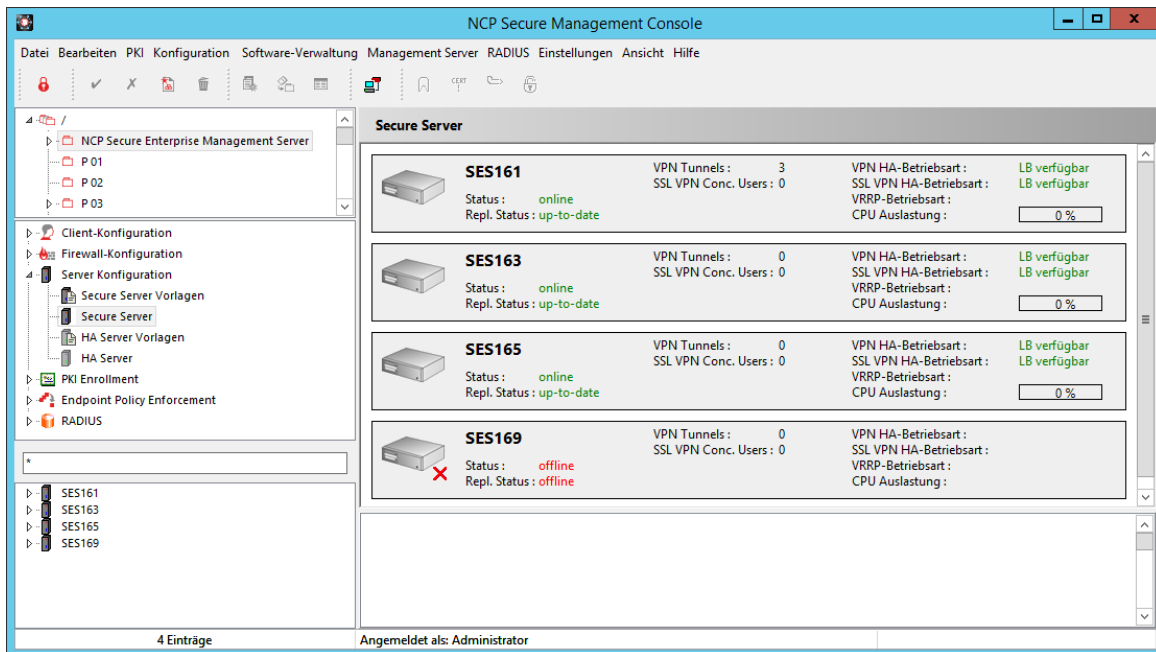 NCP Secure Management Console
Datei Bearbeiten PKI Konfiguration Software-Verwaltung Management Server RADIUS Einstellungen Ansicht Hilfe
CERT
/
NCP Secure Enterprise Management Server
P 01
P 02
P 03
Client-Konfiguration
Firewall-Konfiguration
Server Konfiguration
Secure Server Vorlagen
Secure Server
HA Server Vorlagen
HA Server
PKI Enrollment
Endpoint Policy Enforcement
RADIUS
*
SES161
SES163
SES165
SES169
4 Einträge
Secure Server
SES161
Status : online
Repl. Status : up-to-date
VPN Tunnels : 3
SSL VPN Conc. Users : 0
VPN HA-Betriebsart : LB verfügbar
SSL VPN HA-Betriebsart : LB verfügbar
VRRP-Betriebsart :
CPU Auslastung : 0 %
SES163
Status : online
Repl. Status : up-to-date
VPN Tunnels : 0
SSL VPN Conc. Users : 0
VPN HA-Betriebsart : LB verfügbar
SSL VPN HA-Betriebsart : LB verfügbar
VRRP-Betriebsart :
CPU Auslastung : 0 %
SES165
Status : online
Repl. Status : up-to-date
VPN Tunnels : 0
SSL VPN Conc. Users : 0
VPN HA-Betriebsart : LB verfügbar
SSL VPN HA-Betriebsart : LB verfügbar
VRRP-Betriebsart :
CPU Auslastung : 0 %
SES169
Status : offline
Repl. Status : offline
VPN Tunnels : 0
SSL VPN Conc. Users : 0
VPN HA-Betriebsart :
SSL VPN HA-Betriebsart :
VRRP-Betriebsart :
CPU Auslastung :
Angemeldet als: Administrator